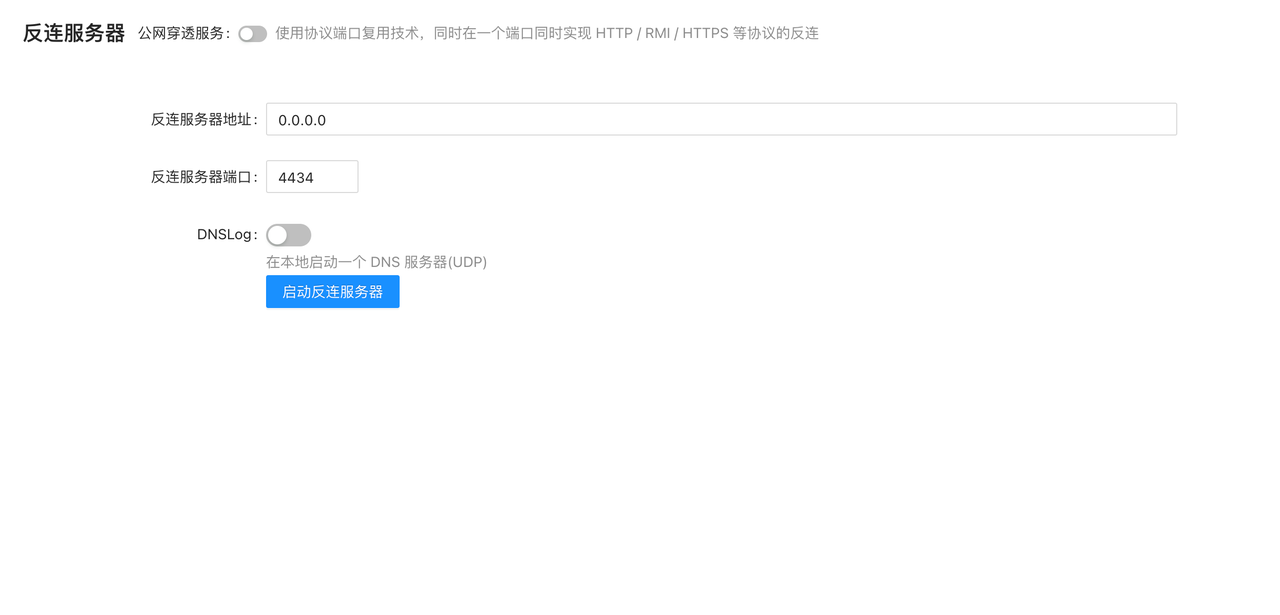 反连服务器 公网穿透服务: 使用协议端口复用技术，同时在一个端口同时实现 HTTP / RMI / HTTPS 等协议的反连
反连服务器地址: 0.0.0.0
反连服务器端口: 4434
DNSLog:
在本地启动一个 DNS 服务器(UDP)
启动反连服务器